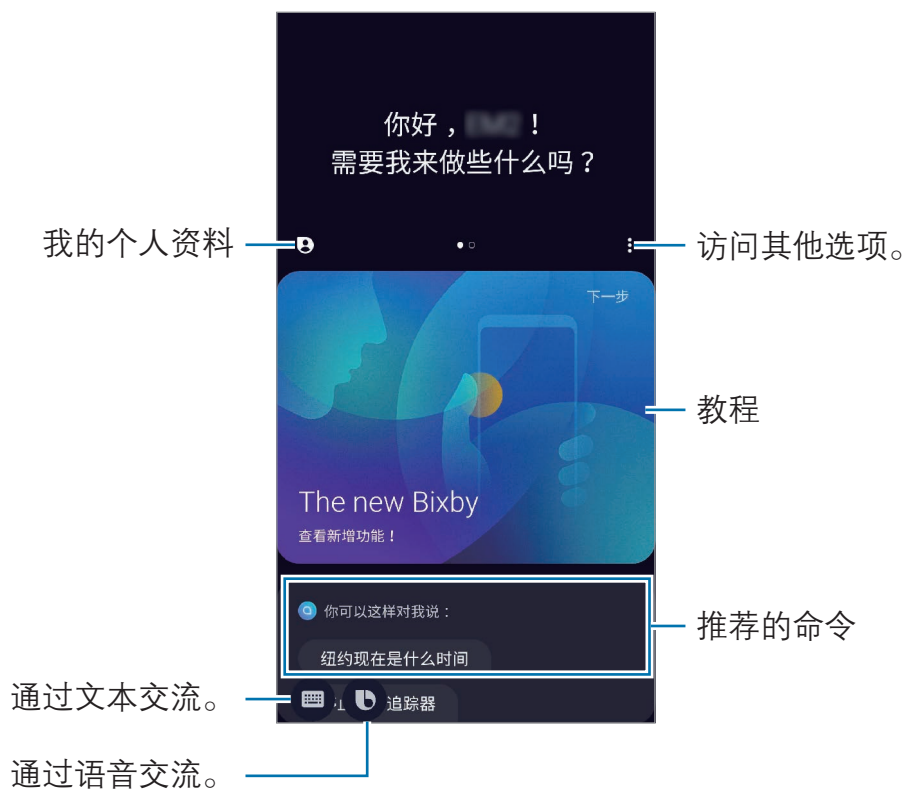 你好， ！
需要我来做些什么吗？
我的个人资料
访问其他选项。
下一步
教程
The new Bixby
查看新增功能！
你可以这样对我说：
推荐的命令
纽约现在是什么时间
通过文本交流。
追踪器
通过语音交流。